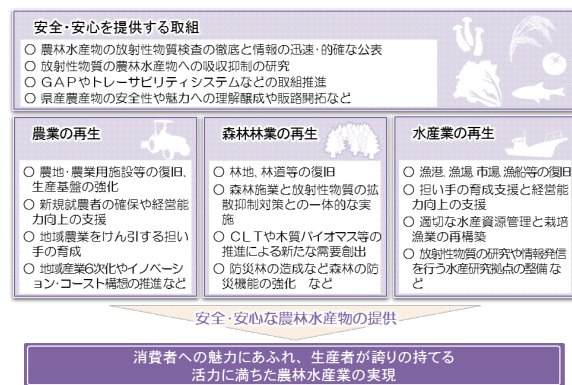 安全・安心を提供する取組
○ 農林水産物の放射性物質検査の徹底と情報の迅速・的確な公表
○ 放射性物質の農林水産物への吸収抑制の研究
○ GAPやトレーサビリティシステムなどの取組推進
○ 県産農産物の安全性や魅力への理解醸成や販路開拓など
農業の再生
○ 農地・農業用施設等の復旧、
生産基盤の強化
○ 新規就農者の確保や経営能
力向上の支援
○ 地域農業をけん引する担い
手の育成
○ 地域産業6次化やイノベーシ
ョン・コースト構想の推進など
森林林業の再生
○ 林地、林道等の復旧
○ 森林施業と放射性物質の拡
散抑制対策との一体的な実
施
○ CLTや木質バイオマス等の
推進による新たな需要創出
○ 防災林の造成など森林の防
災機能の強化 など
水産業の再生
○ 漁港、漁場、市場、漁船等の復旧
○ 担い手の育成支援と経営能
力向上の支援
○ 適切な水産資源管理と栽培
漁業の再構築
○ 放射性物質の研究や情報発信
を行う水産研究拠点の整備な
ど
安全・安心な農林水産物の提供
消費者への魅力にあふれ、生産者が誇りの持てる
活力に満ちた農林水産業の実現